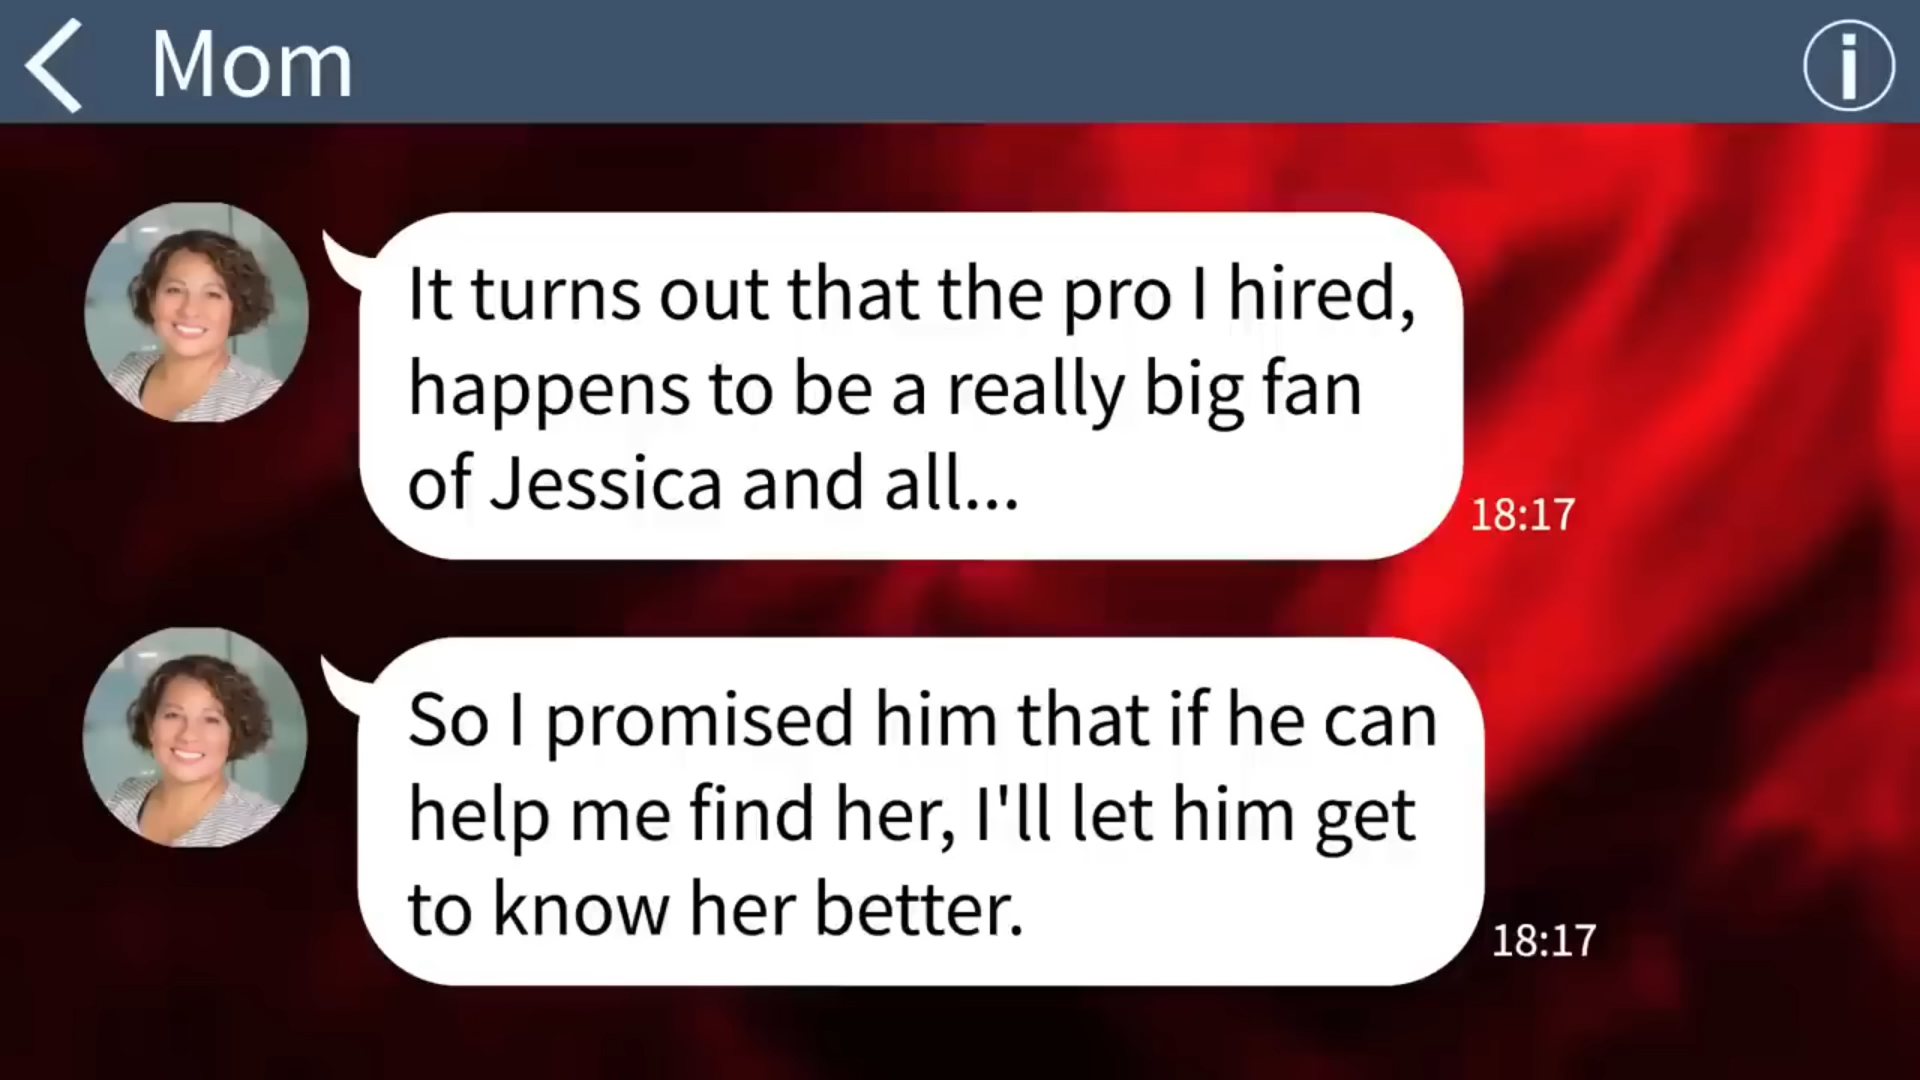 Mom
It turns out that the pro I hired,
happens to be a really big fan
of Jessica and all...
18:17
So I promised him that if he can
help me find her, I'll let him get
to know her better.
18:17